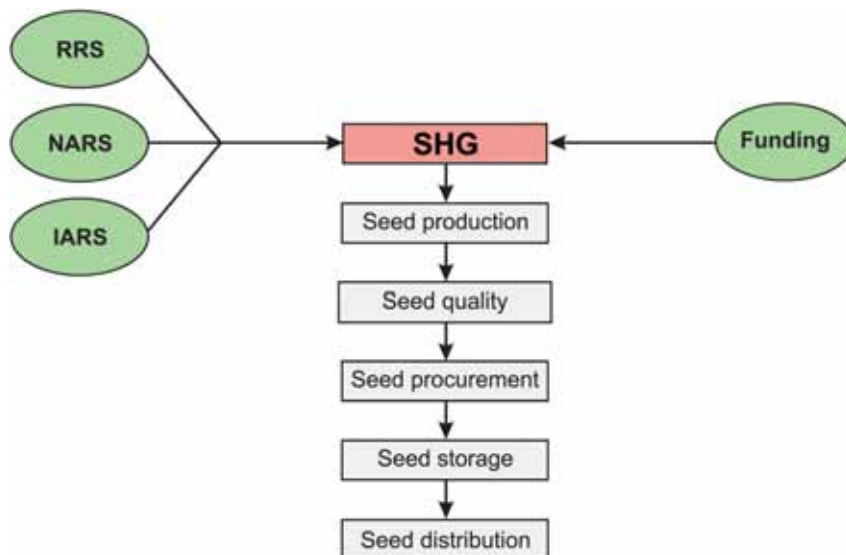 RRS
NARS
IARS
SHG
Funding
Seed production
Seed quality
Seed procurement
Seed storage
Seed distribution